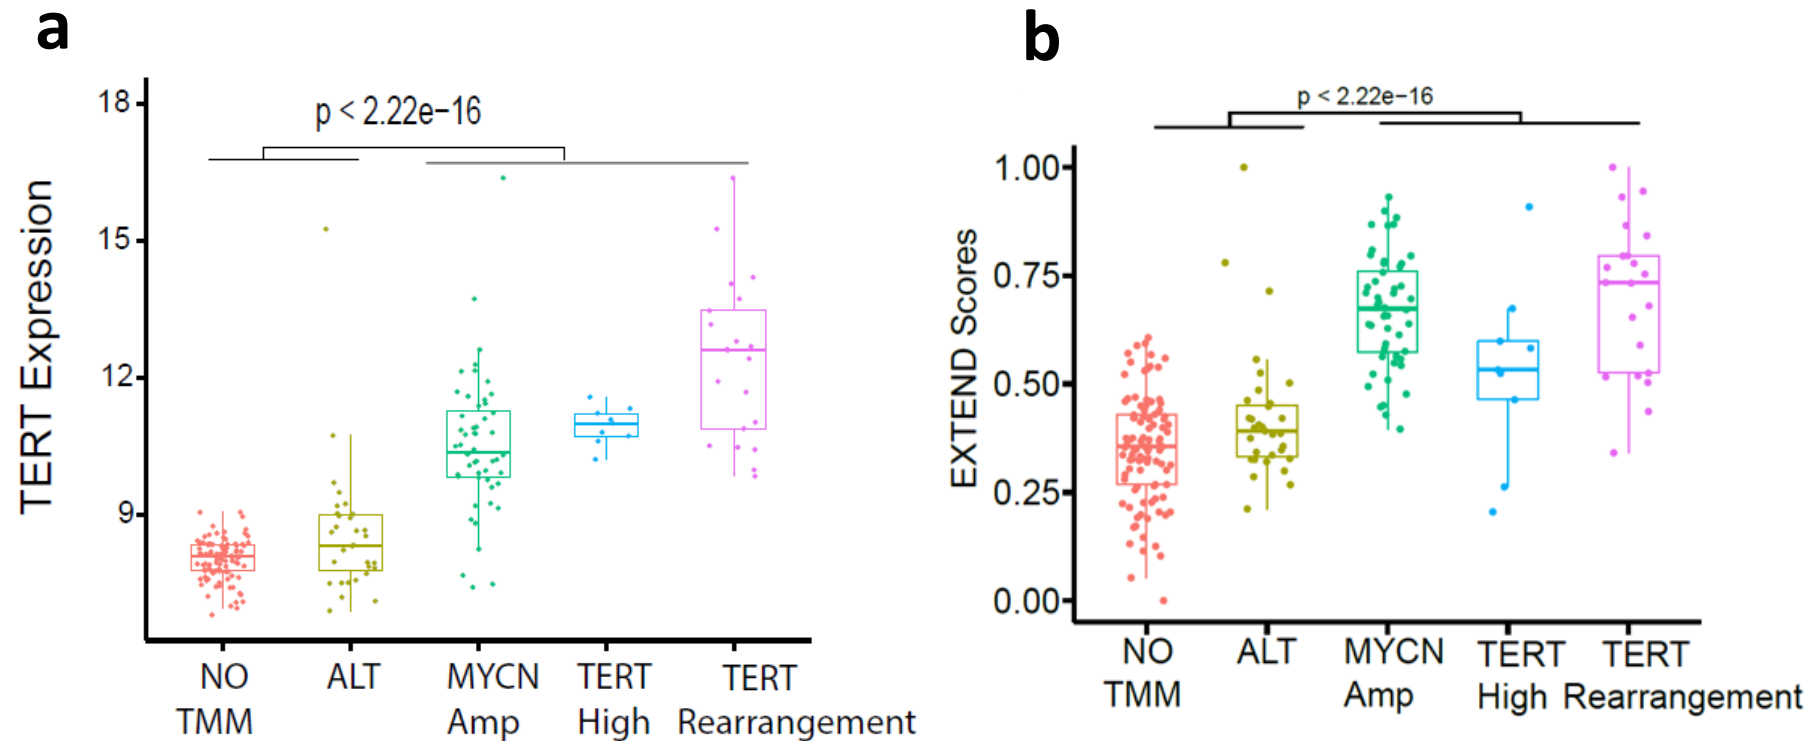 a
p < 2.22e−16
18
15
12
9
TERT Expression
NO TMM
ALT
MYCN Amp
TERT High
TERT Rearrangement
b
p < 2.22e−16
1.00
0.75
0.50
0.25
0.00
EXTEND Scores
NO TMM
ALT
MYCN Amp
TERT High
TERT Rearrangement